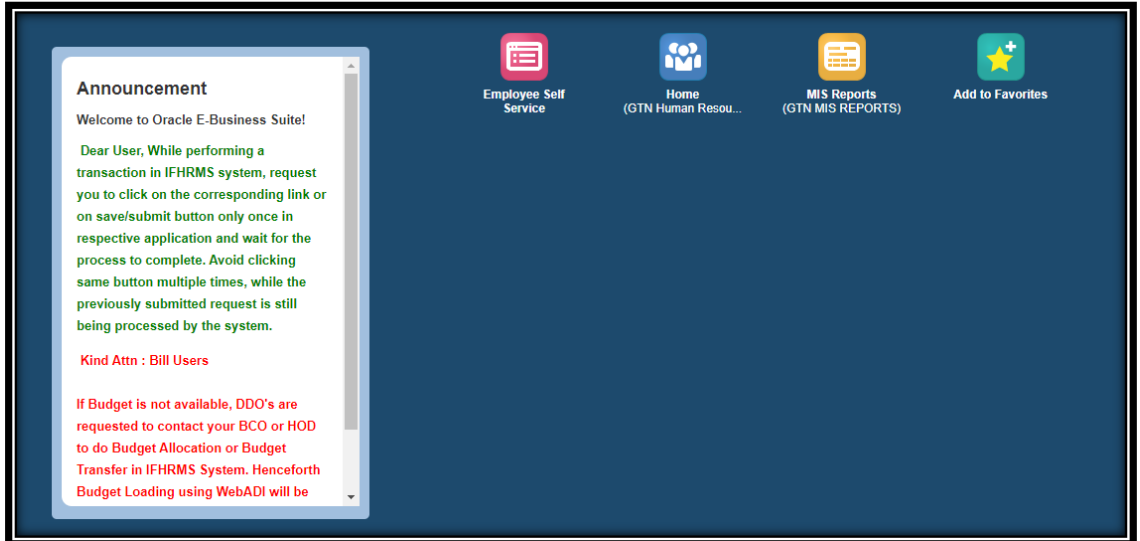 Announcement
Welcome to Oracle E-Business Suite!
Dear User, While performing a
transaction in IFHRMS system, request
you to click on the corresponding link or
on save/submit button only once in
respective application and wait for the
process to complete. Avoid clicking
same button multiple times, while the
previously submitted request is still
being processed by the system.
Kind Attn : Bill Users
If Budget is not available, DDO's are
requested to contact your BCO or HOD
to do Budget Allocation or Budget
Transfer in IFHRMS System. Henceforth
Budget Loading using WebADI will be
Employee Self
Service
Home
(GTN Human Resou...
MIS Reports
(GTN MIS REPORTS)
Add to Favorites